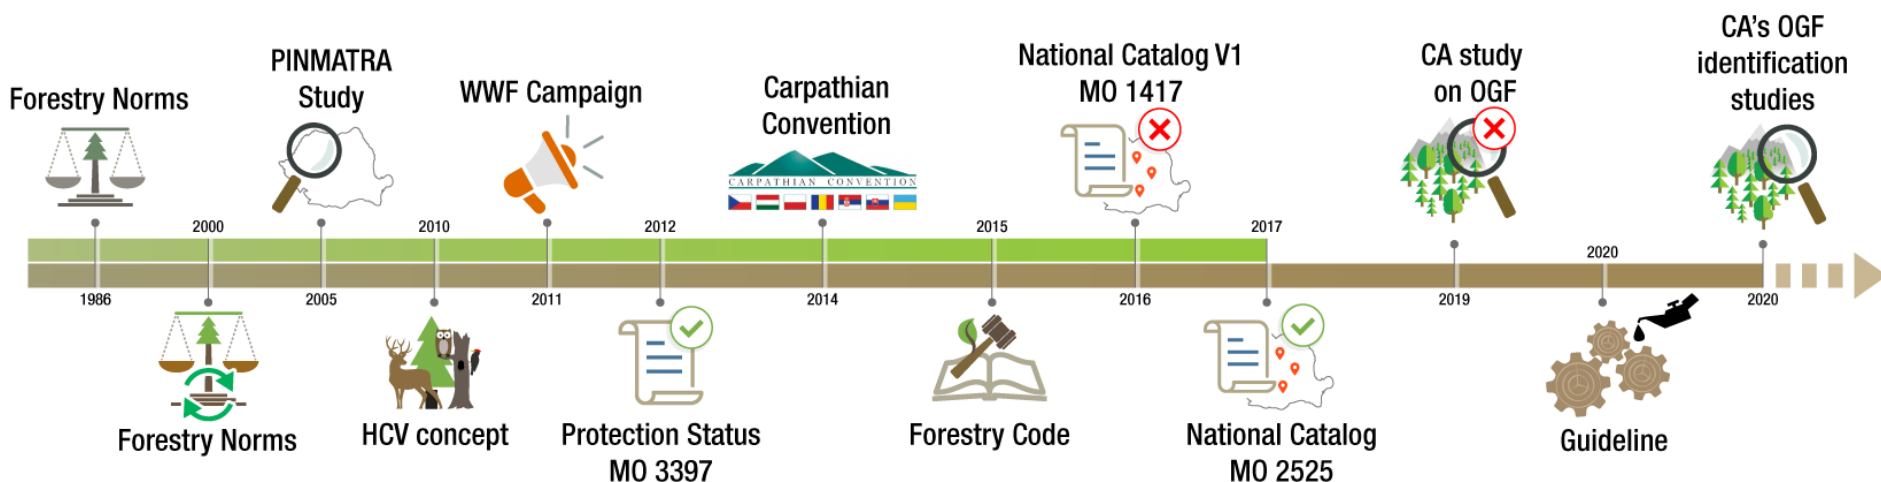 Forestry Norms
PINMATRA
Study
WWF Campaign
Carpathian
Convention
CARPATHIAN CONVENTION
National Catalog V1
MO 1417
CA study
on OGF
CA's OGF
identification
studies
2000
2010
2012
2015
2017
2020
1986
2005
2011
2014
2016
2019
2020
Forestry Norms
HCV concept
Protection Status
MO 3397
Forestry Code
National Catalog
MO 2525
Guideline